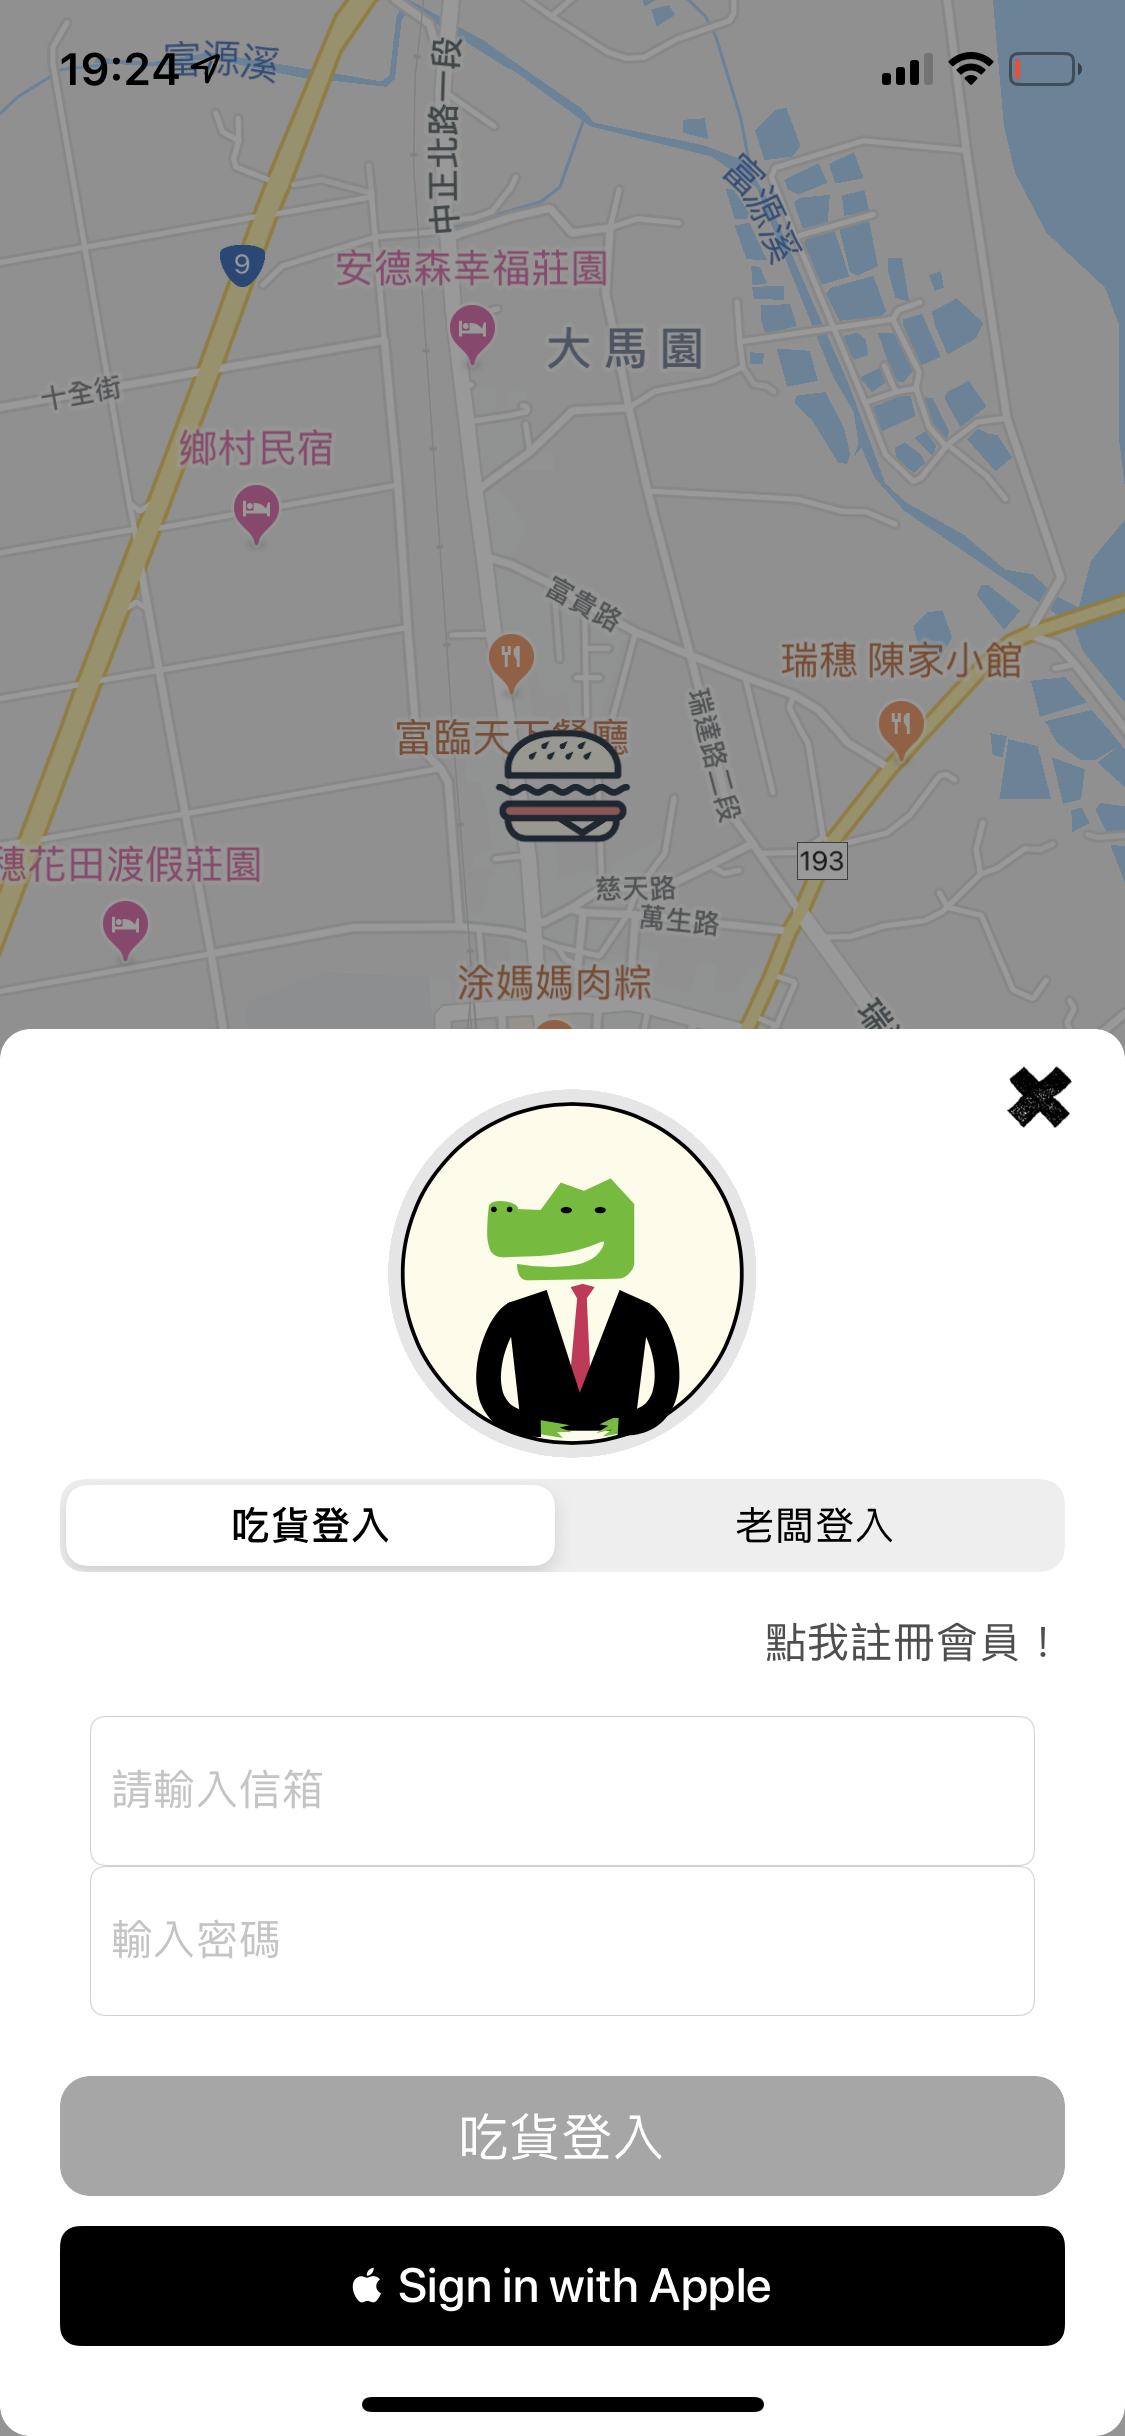 19:24
富源溪
中正北路一段
富源溪
9
安德森幸福莊園
大馬園
十全街
鄉村民宿
富貴路
瑞穗 陳家小館
瑞達路二段
富臨天下餐廳
193
穗花田渡假莊園
慈天路
萬生路
涂媽媽肉粽
瑞
吃貨登入
老闆登入
點我註冊會員！
請輸入信箱
輸入密碼
吃貨登入
Sign in with Apple